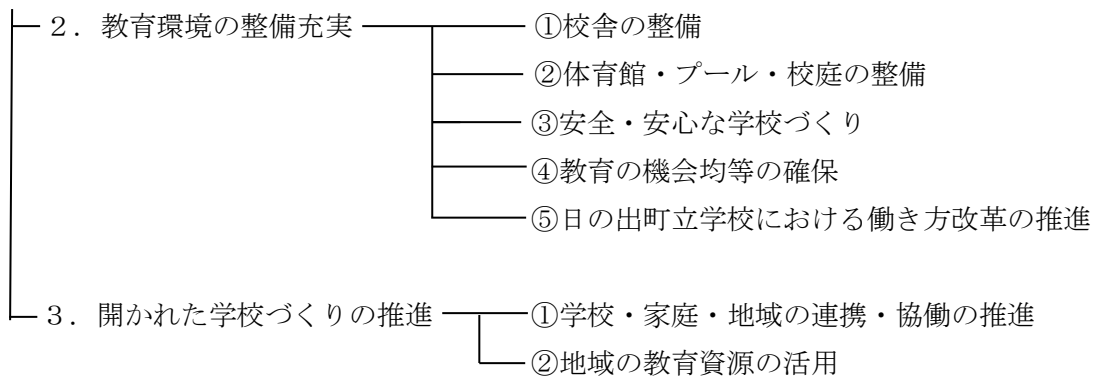 ２．教育環境の整備充実
①校舎の整備
②体育館・プール・校庭の整備
③安全・安心な学校づくり
④教育の機会均等の確保
⑤日の出町立学校における働き方改革の推進
３．開かれた学校づくりの推進
①学校・家庭・地域の連携・協働の推進
②地域の教育資源の活用